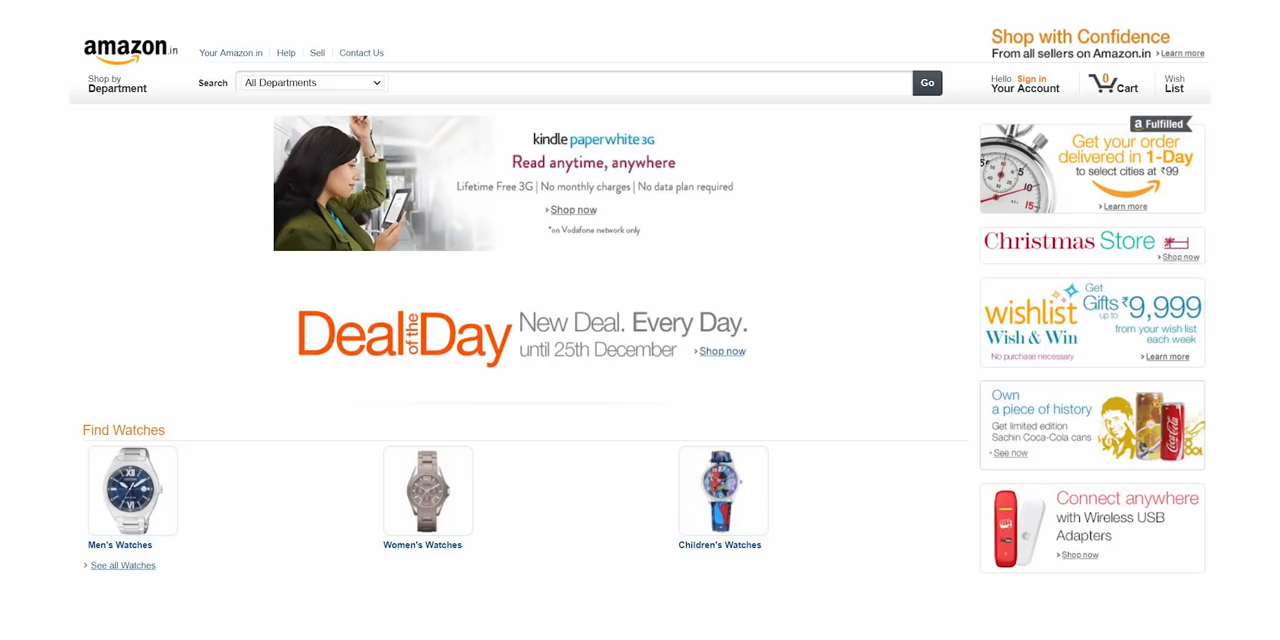 amazon.in
Your Amazon.in
Help
Sell
Contact Us
Shop with Confidence
From all sellers on Amazon.in
Learn more
Shop by
Department
Search
All Departments
Go
Hello. Sign in
Your Account
0
Cart
Wish
List
kindle paperwhite 3G
Read anytime, anywhere
Lifetime Free 3G | No monthly charges | No data plan required
Shop now
*on Vodafone network only
a Fulfilled
Get your order
delivered in 1-Day
to select cities at ₹99
Learn more
Christmas Store
Shop now
wishlist
Wish & Win
No purchase necessary
Get
Gifts up to ₹9,999
from your wish list
each week
Learn more
Deal of the Day
New Deal. Every Day.
until 25th December
Shop now
Own
a piece of history
Get limited edition
Sachin Coca-Cola cans
See now
Coca-Cola
Find Watches
Men's Watches
Women's Watches
Children's Watches
See all Watches
Connect anywhere
with Wireless USB
Adapters
Shop now